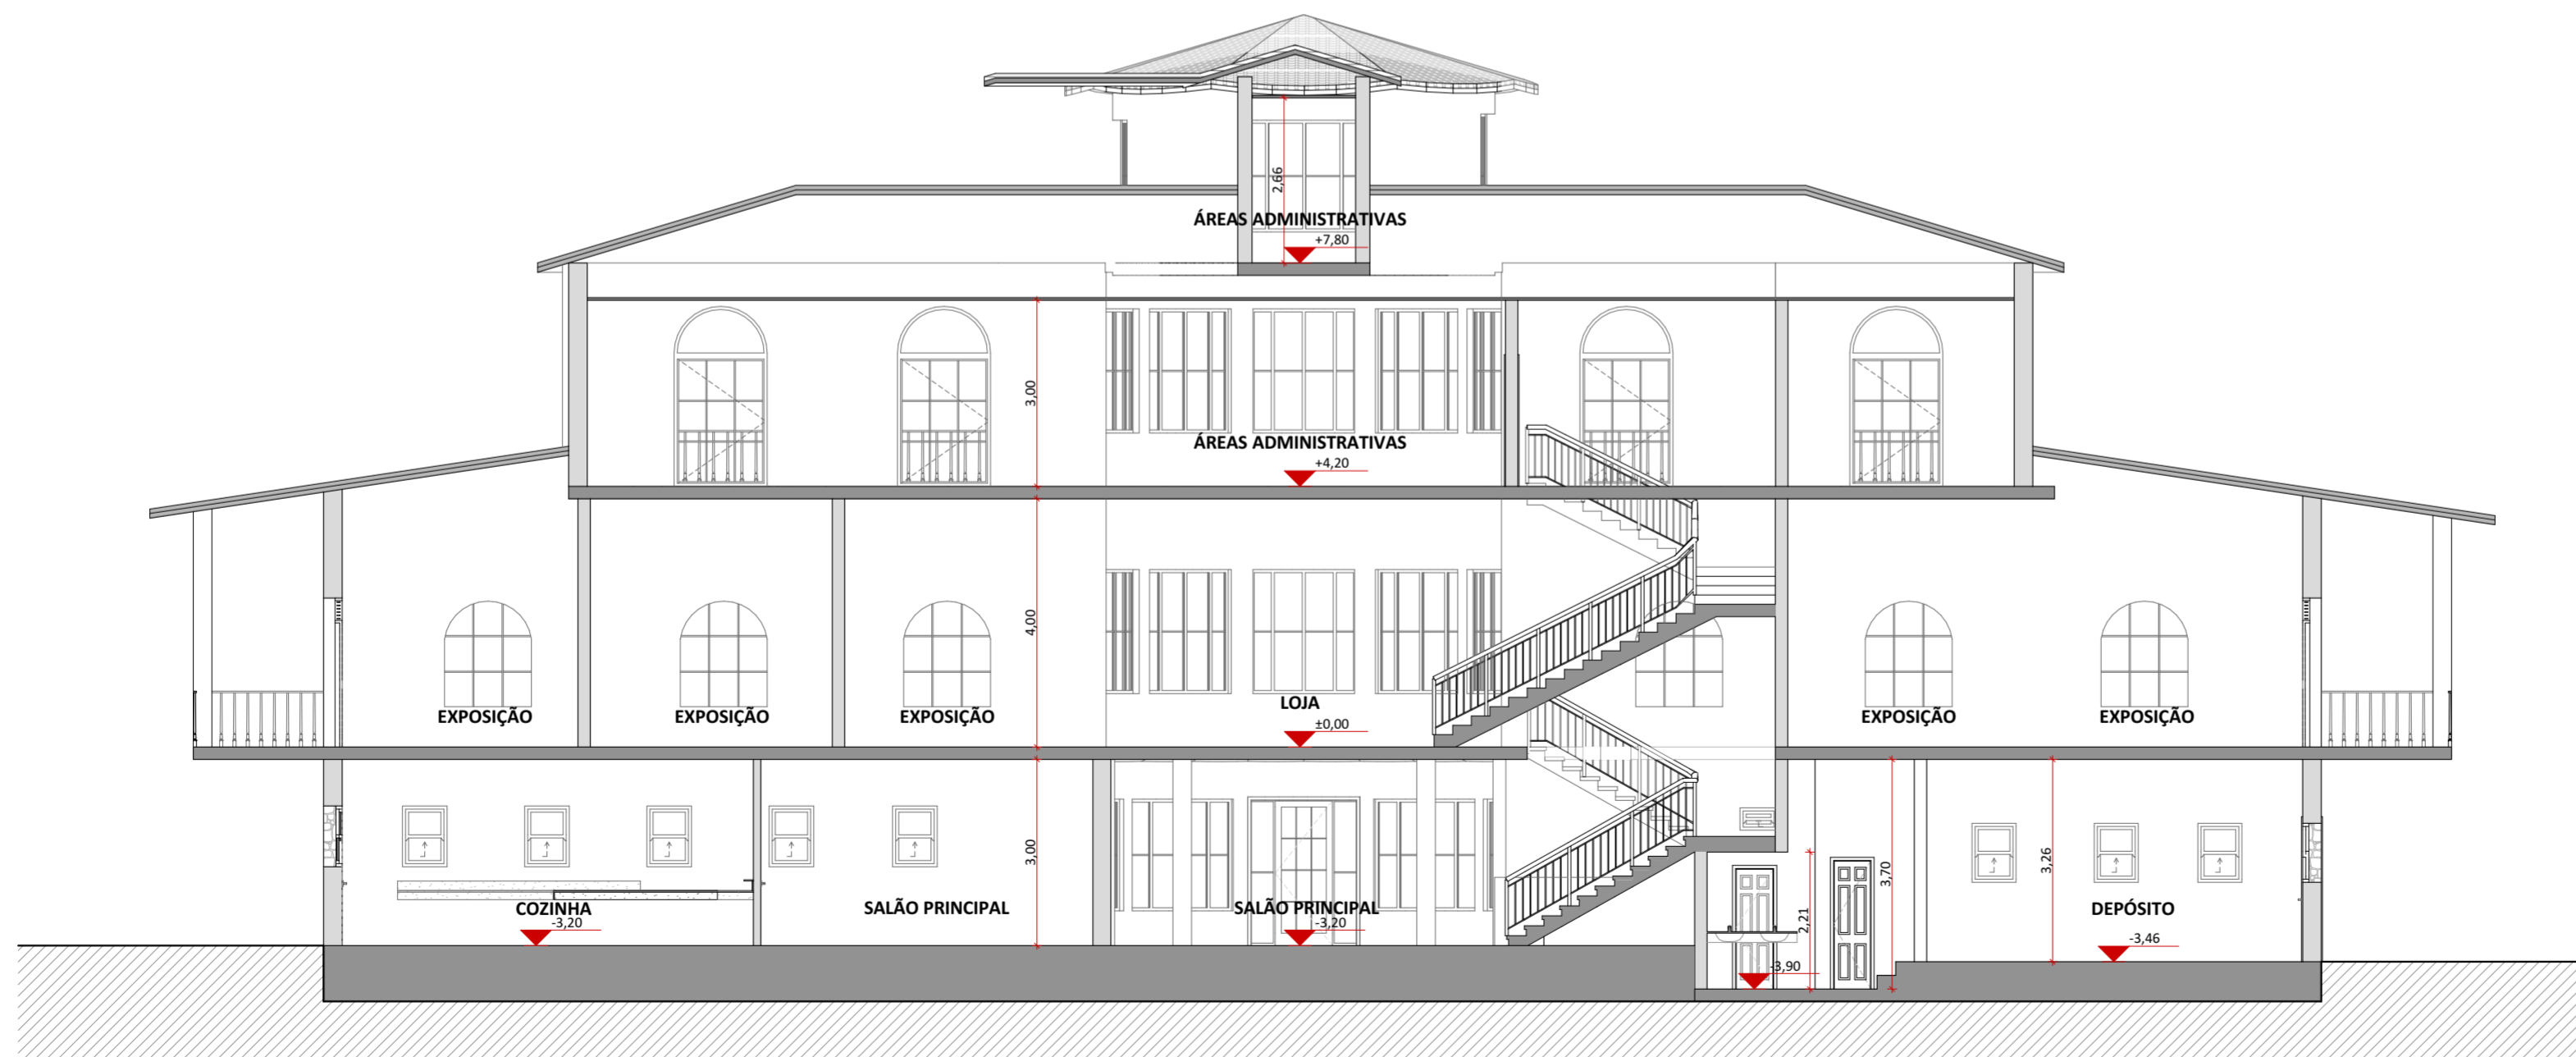 2,66
ÁREAS ADMINISTRATIVAS
+7,80
3,00
ÁREAS ADMINISTRATIVAS
+4,20
4,00
LOJA
±0,00
EXPOSIÇÃO
EXPOSIÇÃO
EXPOSIÇÃO
EXPOSIÇÃO
EXPOSIÇÃO
3,00
3,70
3,26
2,21
COZINHA
-3,20
SALÃO PRINCIPAL
SALÃO PRINCIPAL
-3,20
DEPÓSITO
-3,46
-3,90